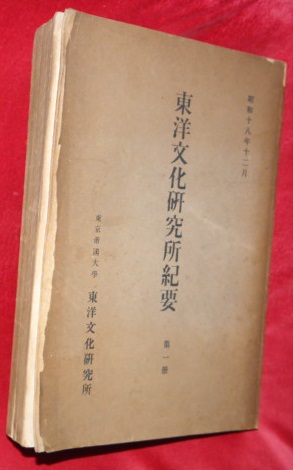 昭和十八年十二月
東洋文化研究所紀要
第一册
東京帝國大學
東洋文化研究所